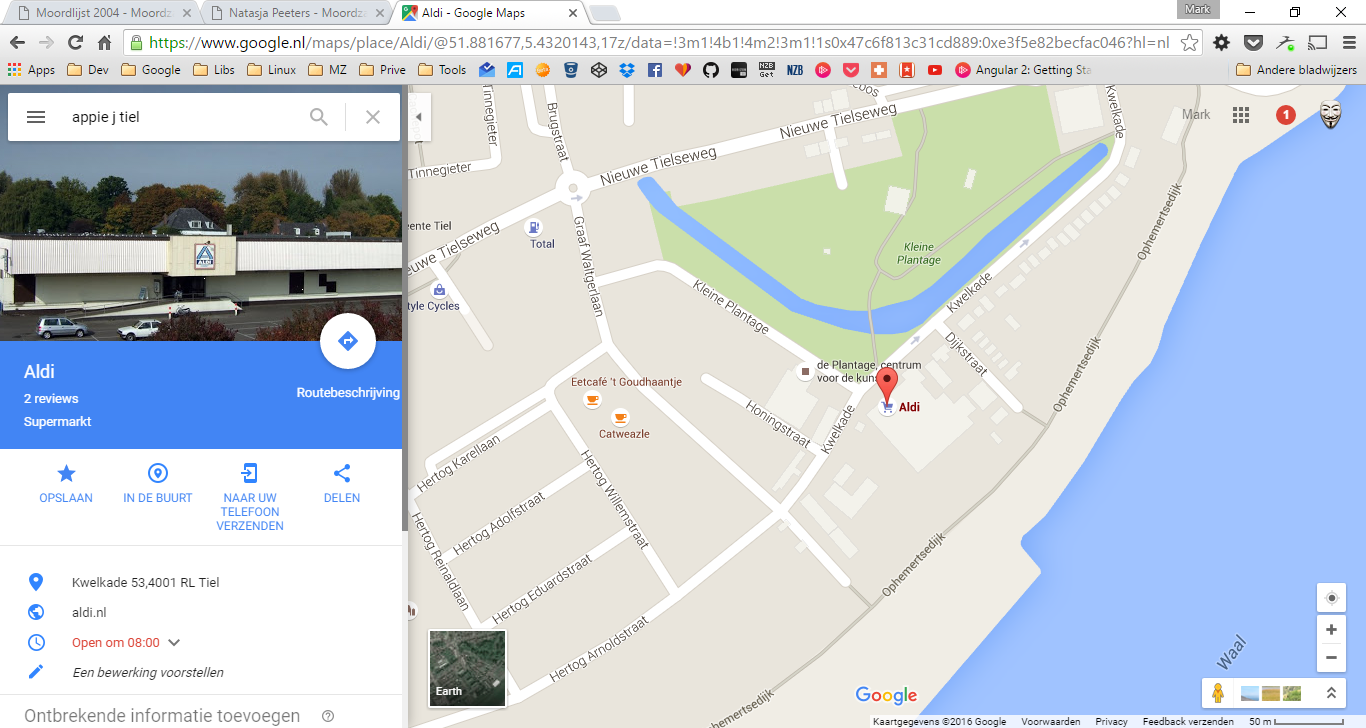 Moordlijst 2004 - Moordz
Natasja Peeters - Moordza
Aldi - Google Maps
Mark
https://www.google.nl/maps/place/Aldi/@51.881677,5.4320143,17z/data=!3m1!4b1!4m2!3m1!1s0x47c6f813c31cd889:0xe3f5e82becfac046?hl=nl
Apps
Dev
Google
Libs
Linux
MZ
Prive
Tools
NZB
Get
NZB
Angular 2: Getting Sta
Andere bladwijzers
appie j tiel
ALDI
Aldi
2 reviews
Supermarkt
Routebeschrijving
OPSLAAN
IN DE BUURT
NAAR UW
TELEFOON
VERZENDEN
DELEN
Kwelkade 53,4001 RL Tiel
aldi.nl
Open om 08:00
Een bewerking voorstellen
Ontbrekende informatie toevoegen
Mark
1
Tinnegieter
Tinnegieter
Brugstraat
Nieuwe Tielseweg
Nieuwe Tielseweg
Kwelkade
Ophemertsedijk
ente Tiel
euwe Tielseweg
Total
Graaf Waltgerlaan
tyle Cycles
Kleine
Plantage
Kleine Plantage
Kwelkade
Dijkstraat
Ophemertsedijk
de Plantage, centrum
voor de kuns
Aldi
Eetcafé 't Goudhaantje
Catweazle
Honingstraat
Kwelkade
Hertog Karellaan
Hertog Adolfstraat
Hertog Willemstraat
Hertog Reinaldlaan
Hertog Eduardstraat
Hertog Arnoldstraat
Ophemertsedijk
Ophemertsedijk
Waal
Earth
Google
Kaartgegevens ©2016 Google
Voorwaarden
Privacy
Feedback verzenden
50 m